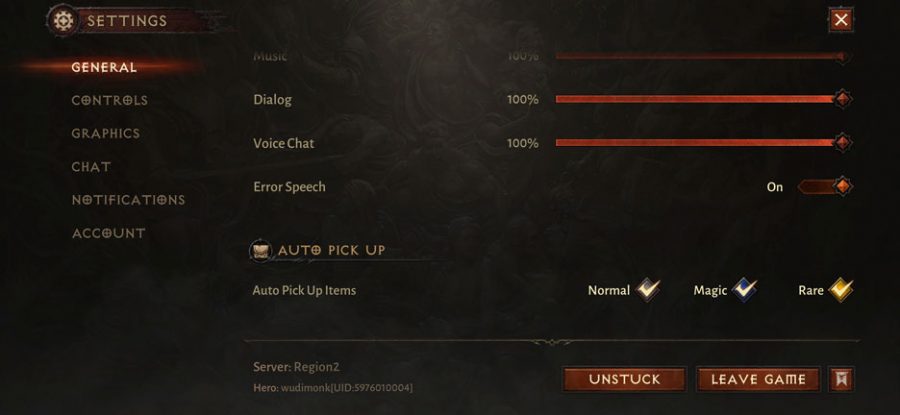 SETTINGS
GENERAL
CONTROLS
GRAPHICS
CHAT
NOTIFICATIONS
ACCOUNT
Music 100%
Dialog 100%
Voice Chat 100%
Error Speech On
AUTO PICK UP
Auto Pick Up Items Normal Magic Rare
Server: Region2
Hero: wudimonk[UID:5976010004]
UNSTUCK LEAVE GAME